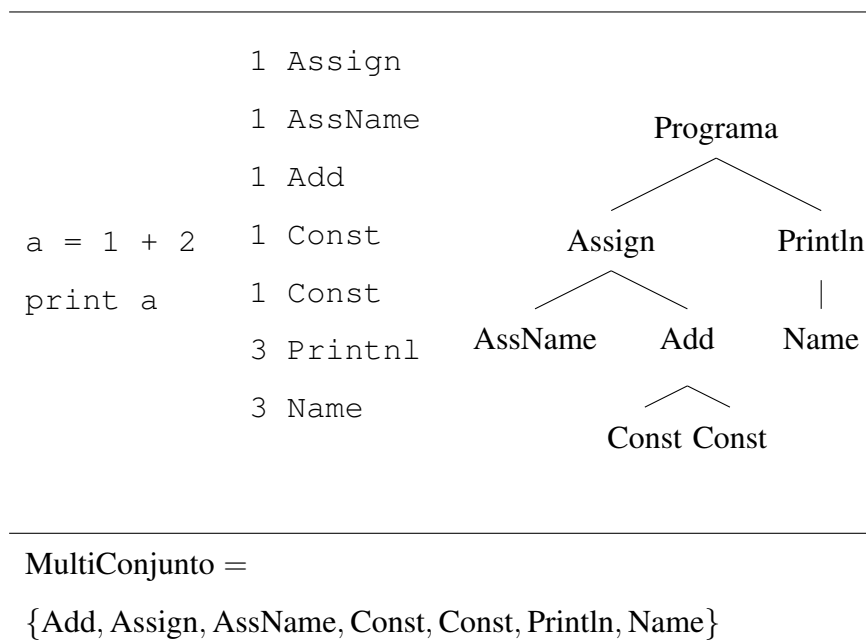 a = 1 + 2
print a
1 Assign
1 AssName
1 Add
1 Const
1 Const
3 Printnl
3 Name
Programa
Assign Println
AssName Add Name
Const Const
MultiConjunto =
{Add, Assign, AssName, Const, Const, Println, Name}